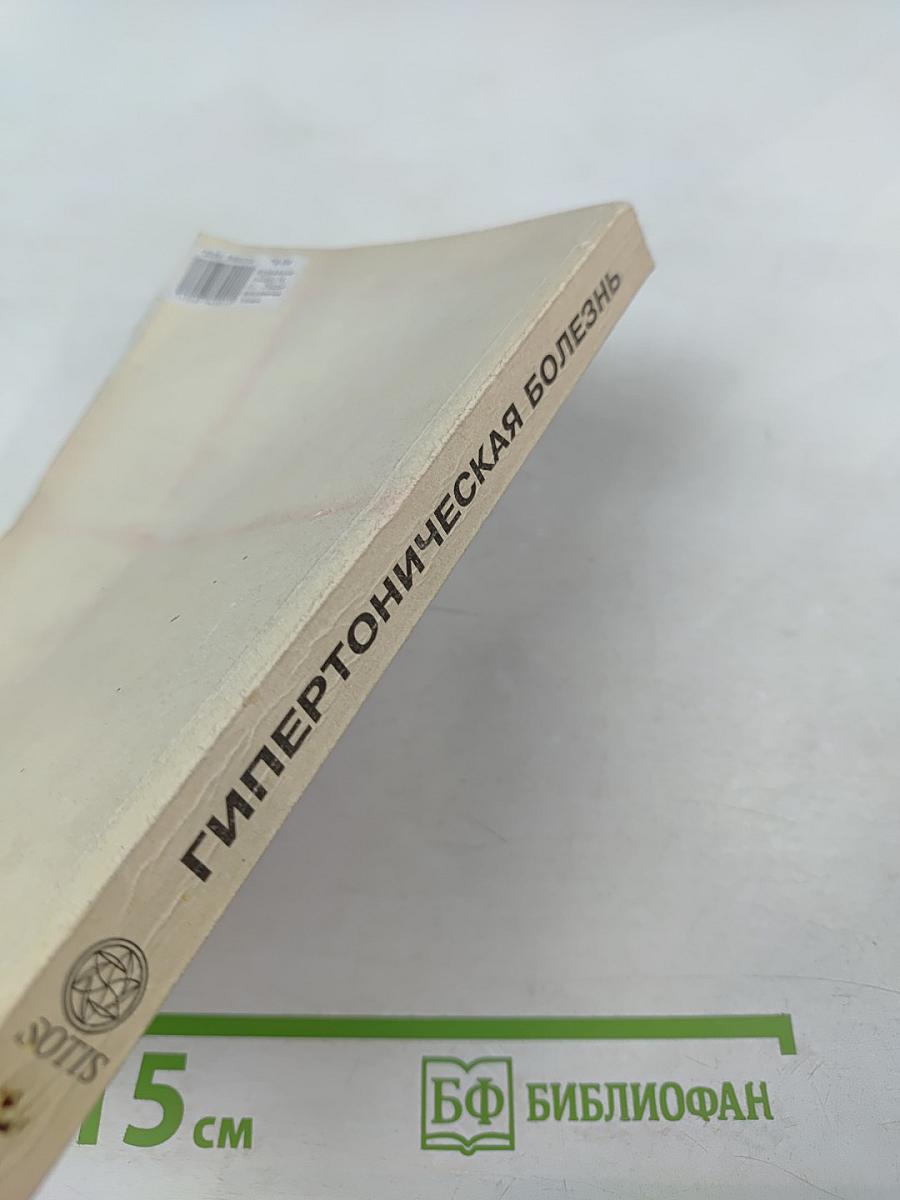 ГИПЕРТОНИЧЕСКАЯ БОЛЕЗНЬ
SOTIS
15 см
БФ БИБЛИОФАН